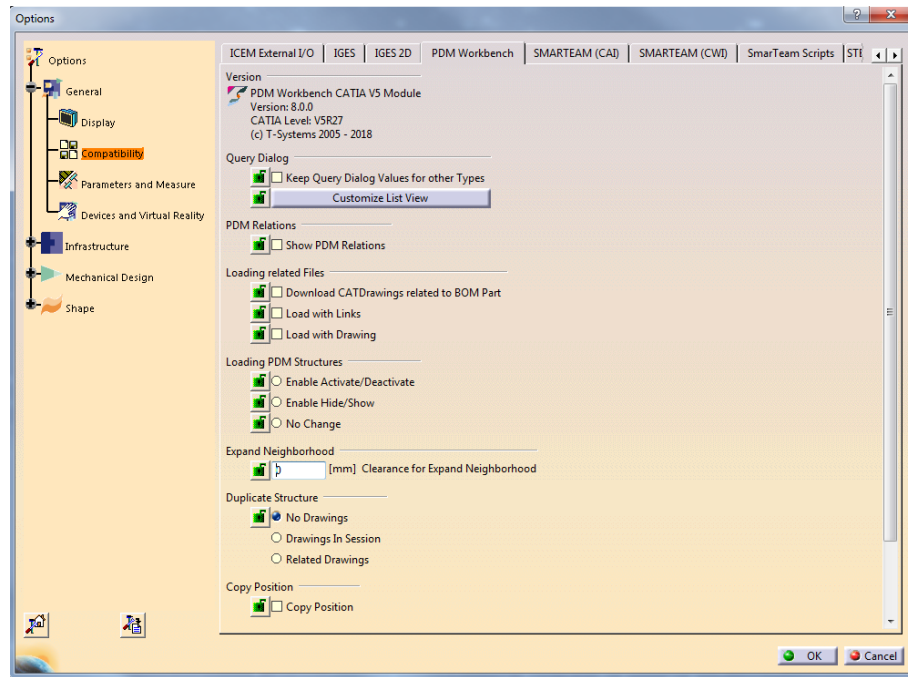 Options
Options
General
Display
Compatibility
Parameters and Measure
Devices and Virtual Reality
Infrastructure
Mechanical Design
Shape
ICEM External I/O IGES IGES 2D PDM Workbench SMARTEAM (CAI) SMARTEAM (CWI) SmarTeam Scripts
Version
PDM Workbench CATIA V5 Module
Version: 8.0.0
CATIA Level: V5R27
(c) T-Systems 2005 - 2018
Query Dialog
Keep Query Dialog Values for other Types
Customize List View
PDM Relations
Show PDM Relations
Loading related Files
Download CATDrawings related to BOM Part
Load with Links
Load with Drawing
Loading PDM Structures
Enable Activate/Deactivate
Enable Hide/Show
No Change
Expand Neighborhood
[mm] Clearance for Expand Neighborhood
Duplicate Structure
No Drawings
Drawings In Session
Related Drawings
Copy Position
Copy Position
OK Cancel